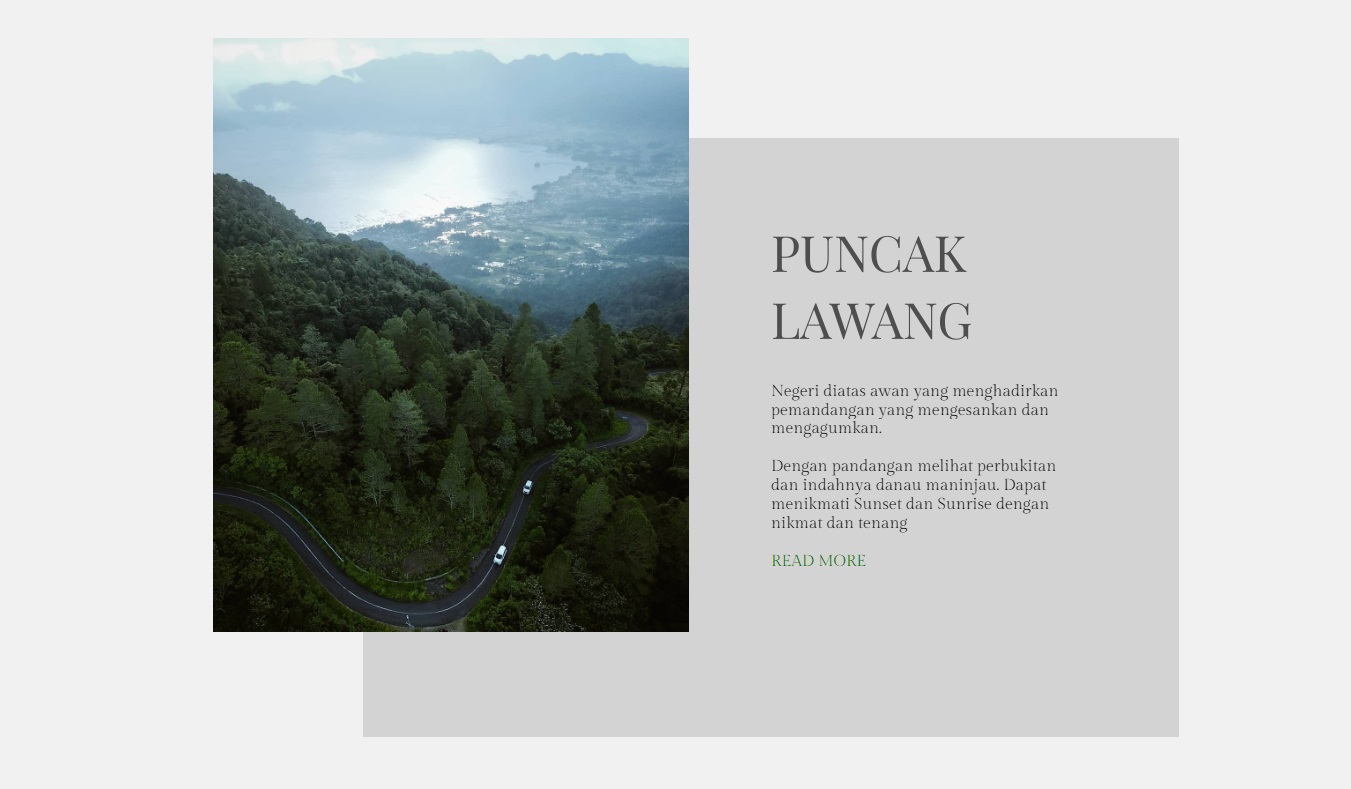 PUNCAK
LAWANG
Negeri diatas awan yang menghadirkan
pemandangan yang mengesankan dan
mengagumkan.
Dengan pandangan melihat perbukitan
dan indahnya danau maninjau. Dapat
menikmati Sunset dan Sunrise dengan
nikmat dan tenang
READ MORE